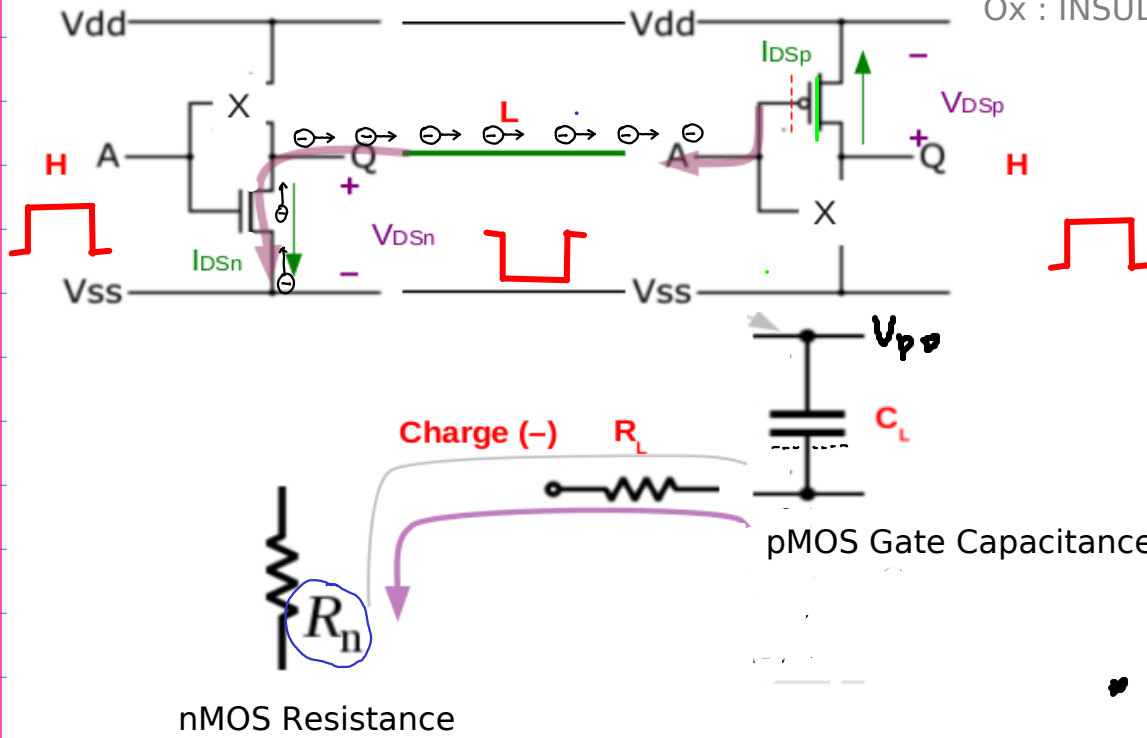 Ox : INSUL
Vdd Vdd
IDSp
–
X L VDSp
+
H A Q A Q H
+
X
VDSn
IDSn
–
Vss Vss
VDD
Charge (–) RL CL
pMOS Gate Capacitance
Rn
nMOS Resistance